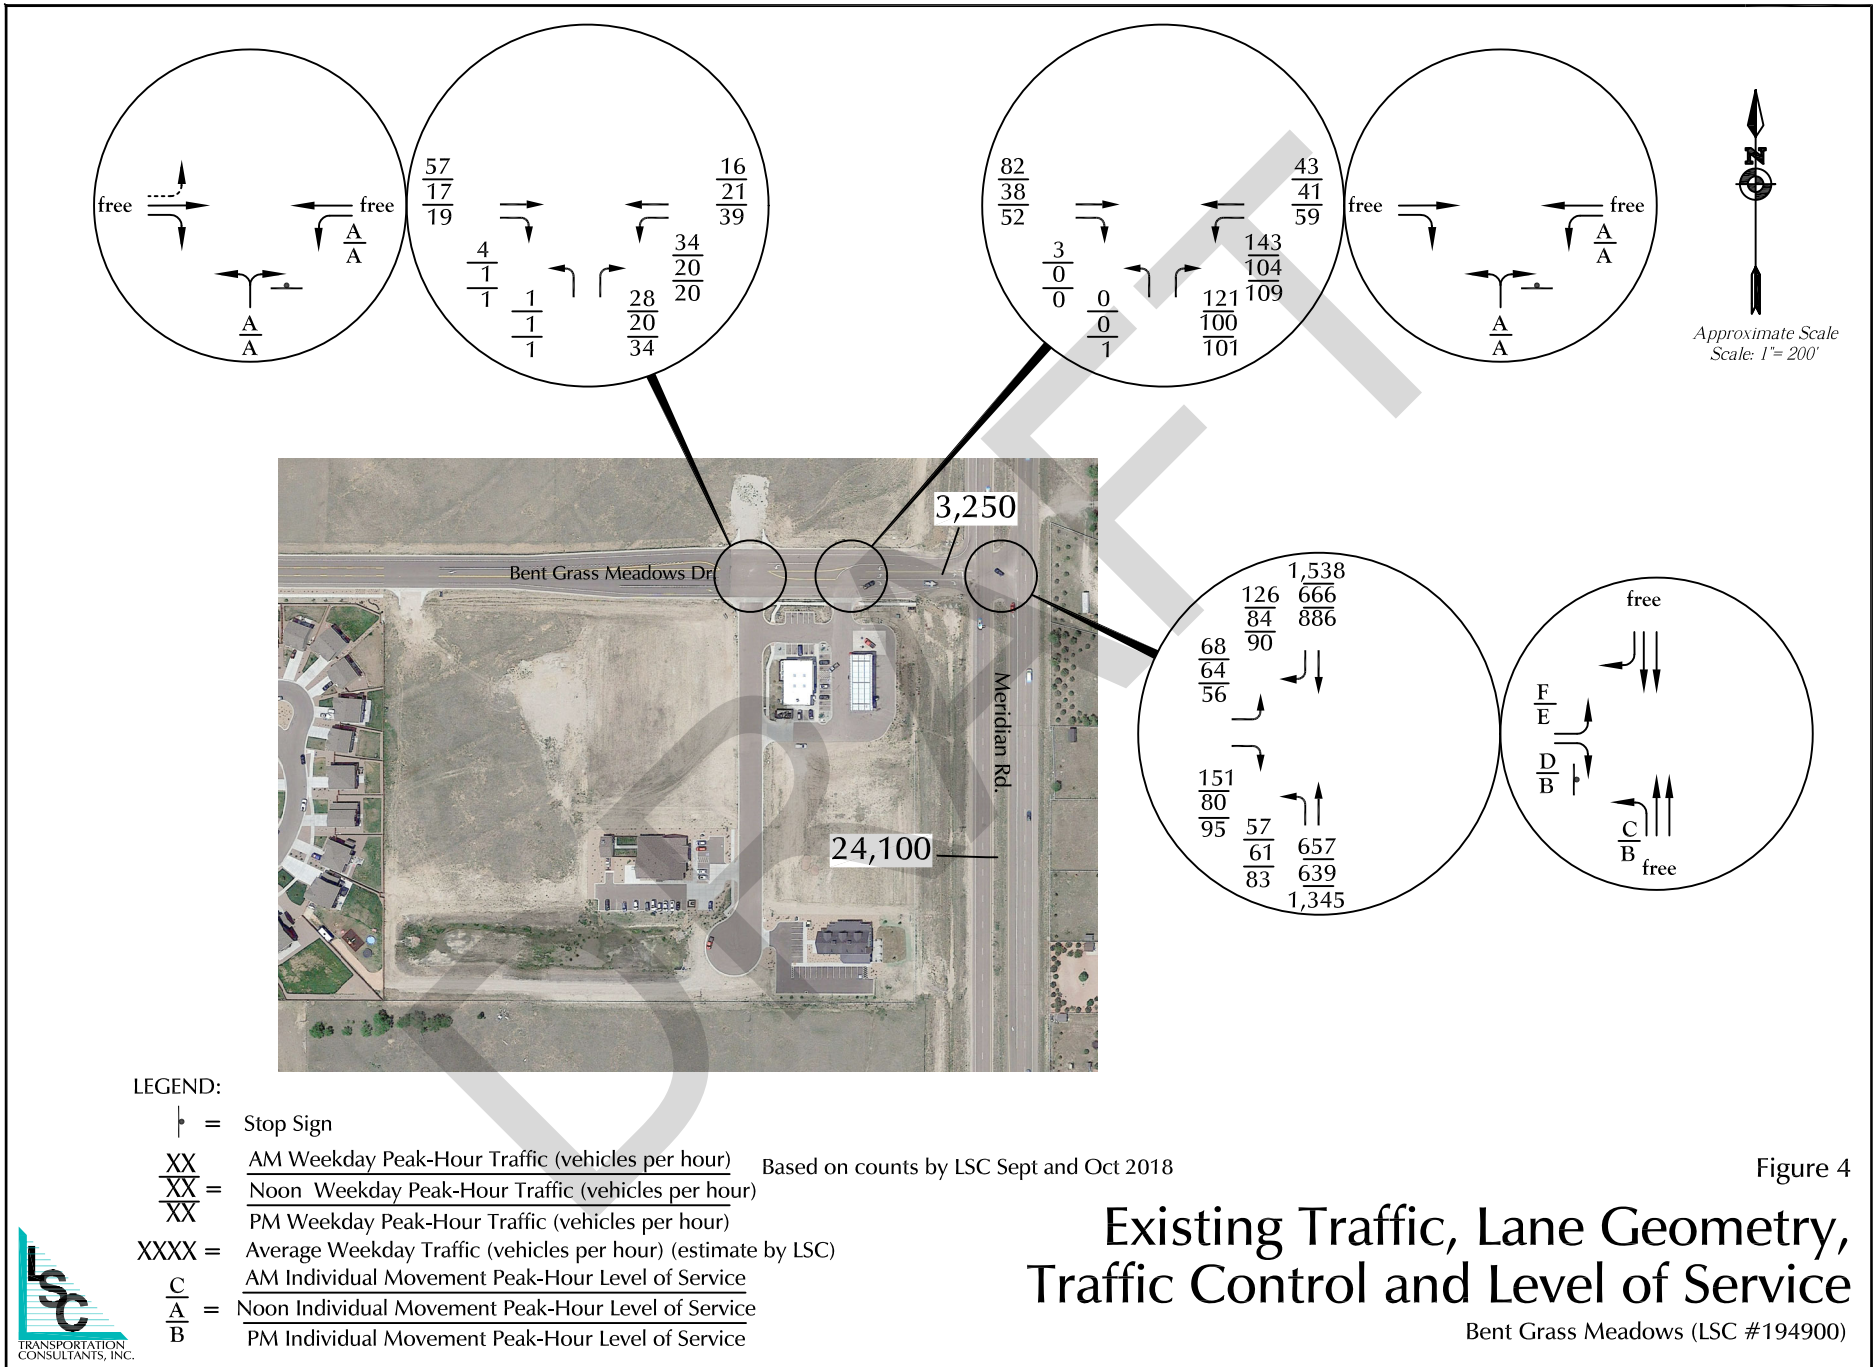 free
free
A
A
A
A
57
17
19
4
1
1
1
1
1
28
20
34
34
20
20
16
21
39
82
38
52
3
0
0
0
0
1
121
100
101
143
104
109
43
41
59
free
free
A
A
A
A
N
Approximate Scale
Scale: 1"= 200'
3,250
Bent Grass Meadows Dr.
Meridian Rd.
24,100
1,538
666
886
126
84
90
68
64
56
151
80
95
57
61
83
657
639
1,345
free
F
E
D
B
C
B
free
DRAFT
LEGEND:
= Stop Sign
XX AM Weekday Peak-Hour Traffic (vehicles per hour)
XX = Noon Weekday Peak-Hour Traffic (vehicles per hour)
XX PM Weekday Peak-Hour Traffic (vehicles per hour)
XXXX = Average Weekday Traffic (vehicles per hour) (estimate by LSC)
C AM Individual Movement Peak-Hour Level of Service
A = Noon Individual Movement Peak-Hour Level of Service
B PM Individual Movement Peak-Hour Level of Service
Based on counts by LSC Sept and Oct 2018
LSC
TRANSPORTATION
CONSULTANTS, INC.
Figure 4
Existing Traffic, Lane Geometry,
Traffic Control and Level of Service
Bent Grass Meadows (LSC #194900)